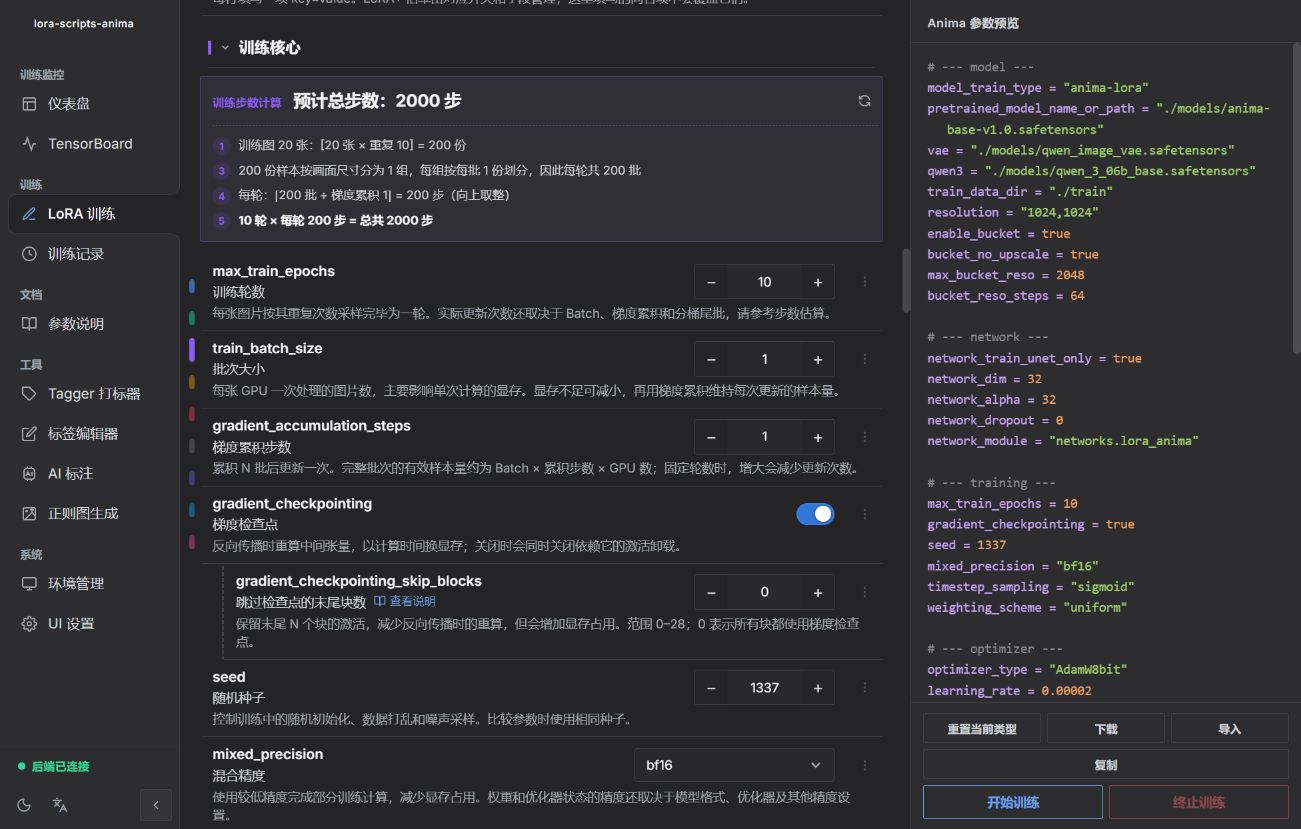 lora-scripts-anima
训练监控
仪表盘
TensorBoard
训练
LoRA 训练
训练记录
文档
参数说明
工具
Tagger 打标器
标签编辑器
AI 标注
正则图生成
系统
环境管理
UI 设置
后端已连接
训练核心
训练步数计算 预计总步数：2000 步
1 训练图 20 张：[20 张 × 重复 10] = 200 份
3 200 份样本按画面尺寸分为 1 组，每组按每批 1 份划分，因此每轮共 200 批
4 每轮：⌈200 批 ÷ 梯度累积 1⌉ = 200 步（向上取整）
5 10 轮 × 每轮 200 步 = 总共 2000 步
max_train_epochs
训练轮数
每张图片按其重复次数采样完毕为一轮。实际更新次数还取决于 Batch、梯度累积和分桶尾批，请参考步数估算。
− 10 +
train_batch_size
批次大小
每张 GPU 一次处理的图片数，主要影响单次计算的显存。显存不足可减小，再用梯度累积维持每次更新的样本量。
− 1 +
gradient_accumulation_steps
梯度累积步数
累积 N 批后更新一次。完整批次的有效样本量约为 Batch × 累积步数 × GPU 数；固定轮数时，增大会减少更新次数。
− 1 +
gradient_checkpointing
梯度检查点
反向传播时重算中间张量，以计算时间换显存；关闭时会同时关闭依赖它的激活卸载。
gradient_checkpointing_skip_blocks
跳过检查点的末尾块数 查看说明
保留末尾 N 个块的激活，减少反向传播时的重算，但会增加显存占用。范围 0–28；0 表示所有块都使用梯度检查
点。
− 0 +
seed
随机种子
控制训练中的随机初始化、数据打乱和噪声采样。比较参数时使用相同种子。
− 1337 +
mixed_precision
混合精度
使用较低精度完成部分训练计算，减少显存占用。权重和优化器状态的精度还取决于模型格式、优化器及其他精度设
置。
bf16
Anima 参数预览
# --- model ---
model_train_type = "anima-lora"
pretrained_model_name_or_path = "./models/anima-
base-v1.0.safetensors"
vae = "./models/qwen_image_vae.safetensors"
qwen3 = "./models/qwen_3_06b_base.safetensors"
train_data_dir = "./train"
resolution = "1024,1024"
enable_bucket = true
bucket_no_upscale = true
max_bucket_reso = 2048
bucket_reso_steps = 64
# --- network ---
network_train_unet_only = true
network_dim = 32
network_alpha = 32
network_dropout = 0
network_module = "networks.lora_anima"
# --- training ---
max_train_epochs = 10
gradient_checkpointing = true
seed = 1337
mixed_precision = "bf16"
timestep_sampling = "sigmoid"
weighting_scheme = "uniform"
# --- optimizer ---
optimizer_type = "AdamW8bit"
learning_rate = 0.00002
重置当前类型
下载
导入
复制
开始训练
终止训练